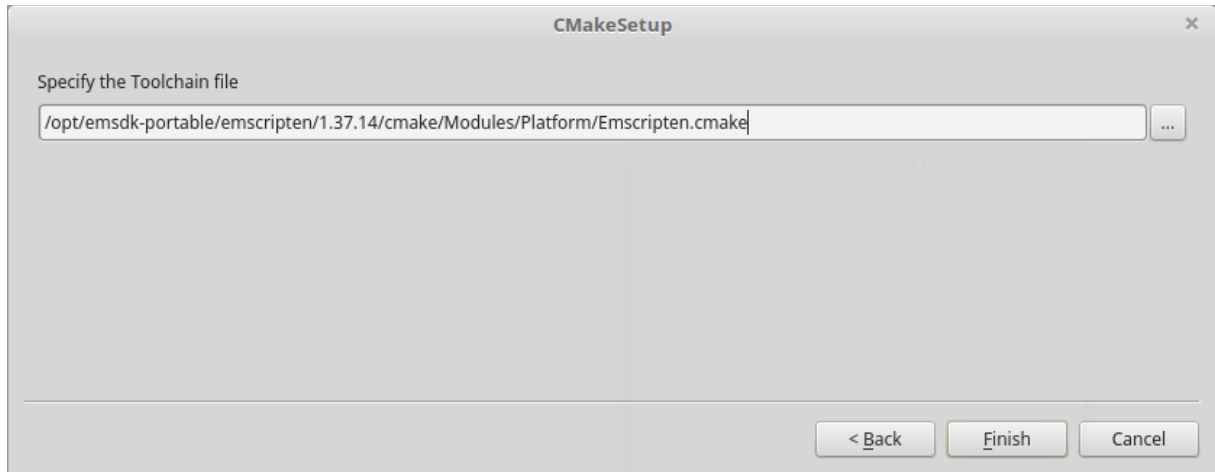 CMakeSetup
Specify the Toolchain file
/opt/emsdk-portable/emscripten/1.37.14/cmake/Modules/Platform/Emscripten.cmake
...
< Back
Finish
Cancel